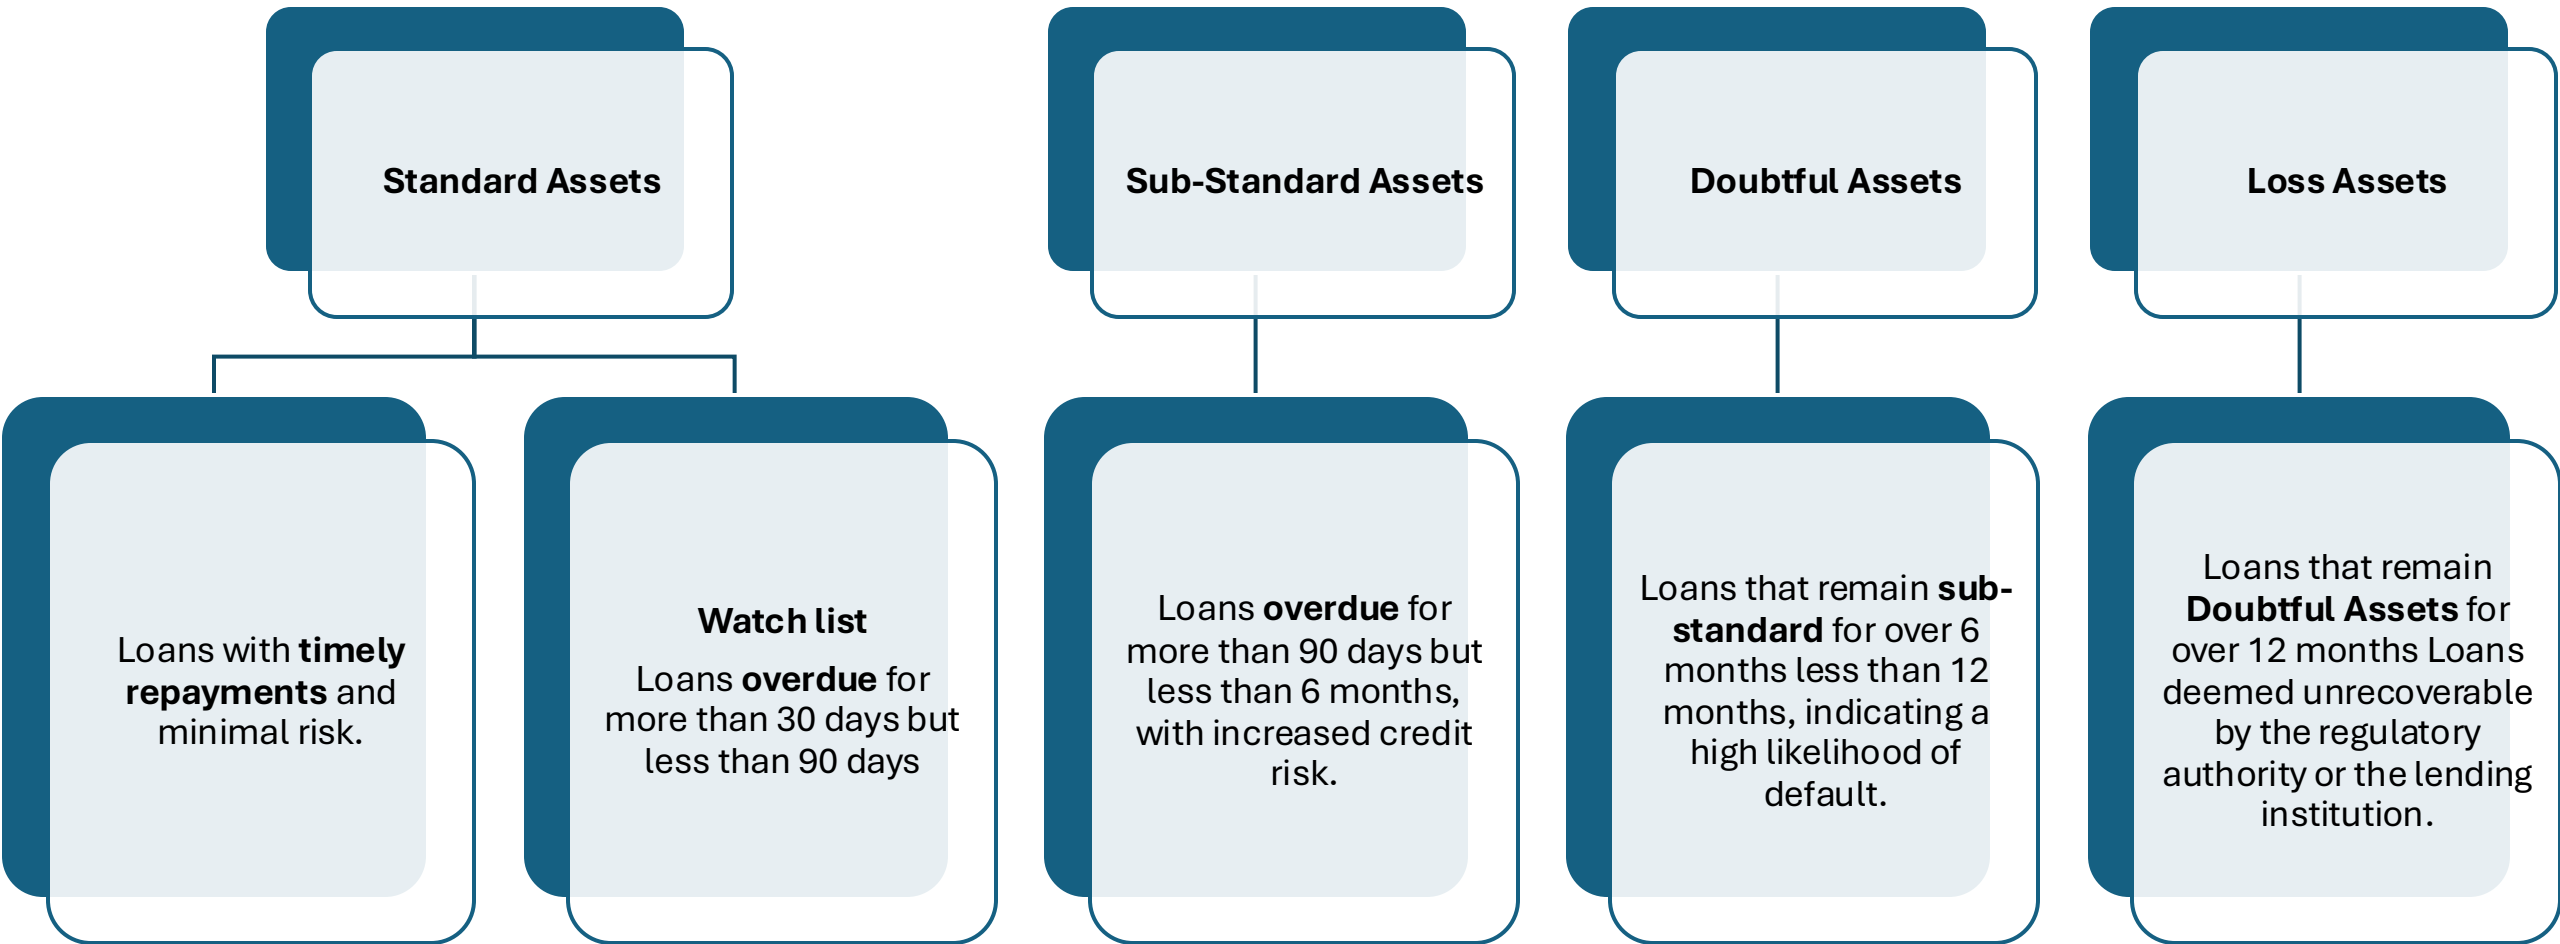 Standard Assets
Sub-Standard Assets
Doubtful Assets
Loss Assets
Loans with timely
repayments and
minimal risk.
Watch list
Loans overdue for
more than 30 days but
less than 90 days
Loans overdue for
more than 90 days but
less than 6 months,
with increased credit
risk.
Loans that remain sub-
standard for over 6
months less than 12
months, indicating a
high likelihood of
default.
Loans that remain
Doubtful Assets for
over 12 months Loans
deemed unrecoverable
by the regulatory
authority or the lending
institution.